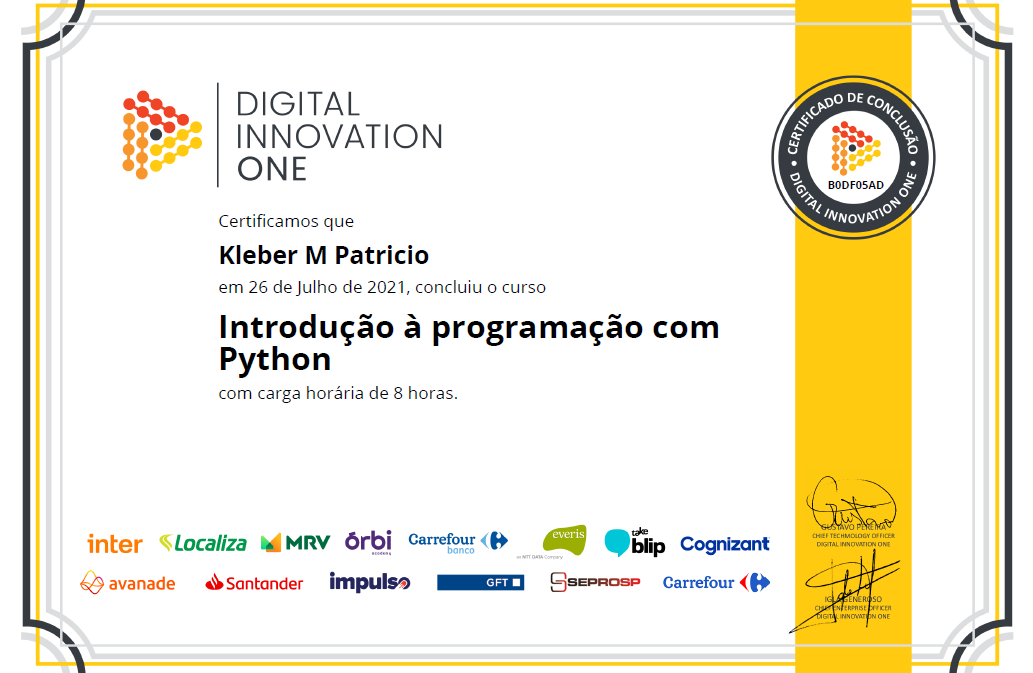 DIGITAL
INNOVATION
ONE
CERTIFICADO DE CONCLUSÃO
B0DF05AD
DIGITAL INNOVATION ONE
Certificamos que
Kleber M Patricio
em 26 de Julho de 2021, concluiu o curso
Introdução à programação com
Python
com carga horária de 8 horas.
GUSTAVO PEREIRA
CHIEF TECHMOLOGY OFFICER
DIGITAL INNOVATION ONE
inter
Localiza
MRV
órbi
academy
Carrefour
banco
everis
an NTT DATA Company
take
blip
Cognizant
avanade
Santander
impulso
GFT
SEPROSP
Carrefour
GENEROSO
CHIEF ENTERPRISE OFFICER
DIGITAL INNOVATION ONE